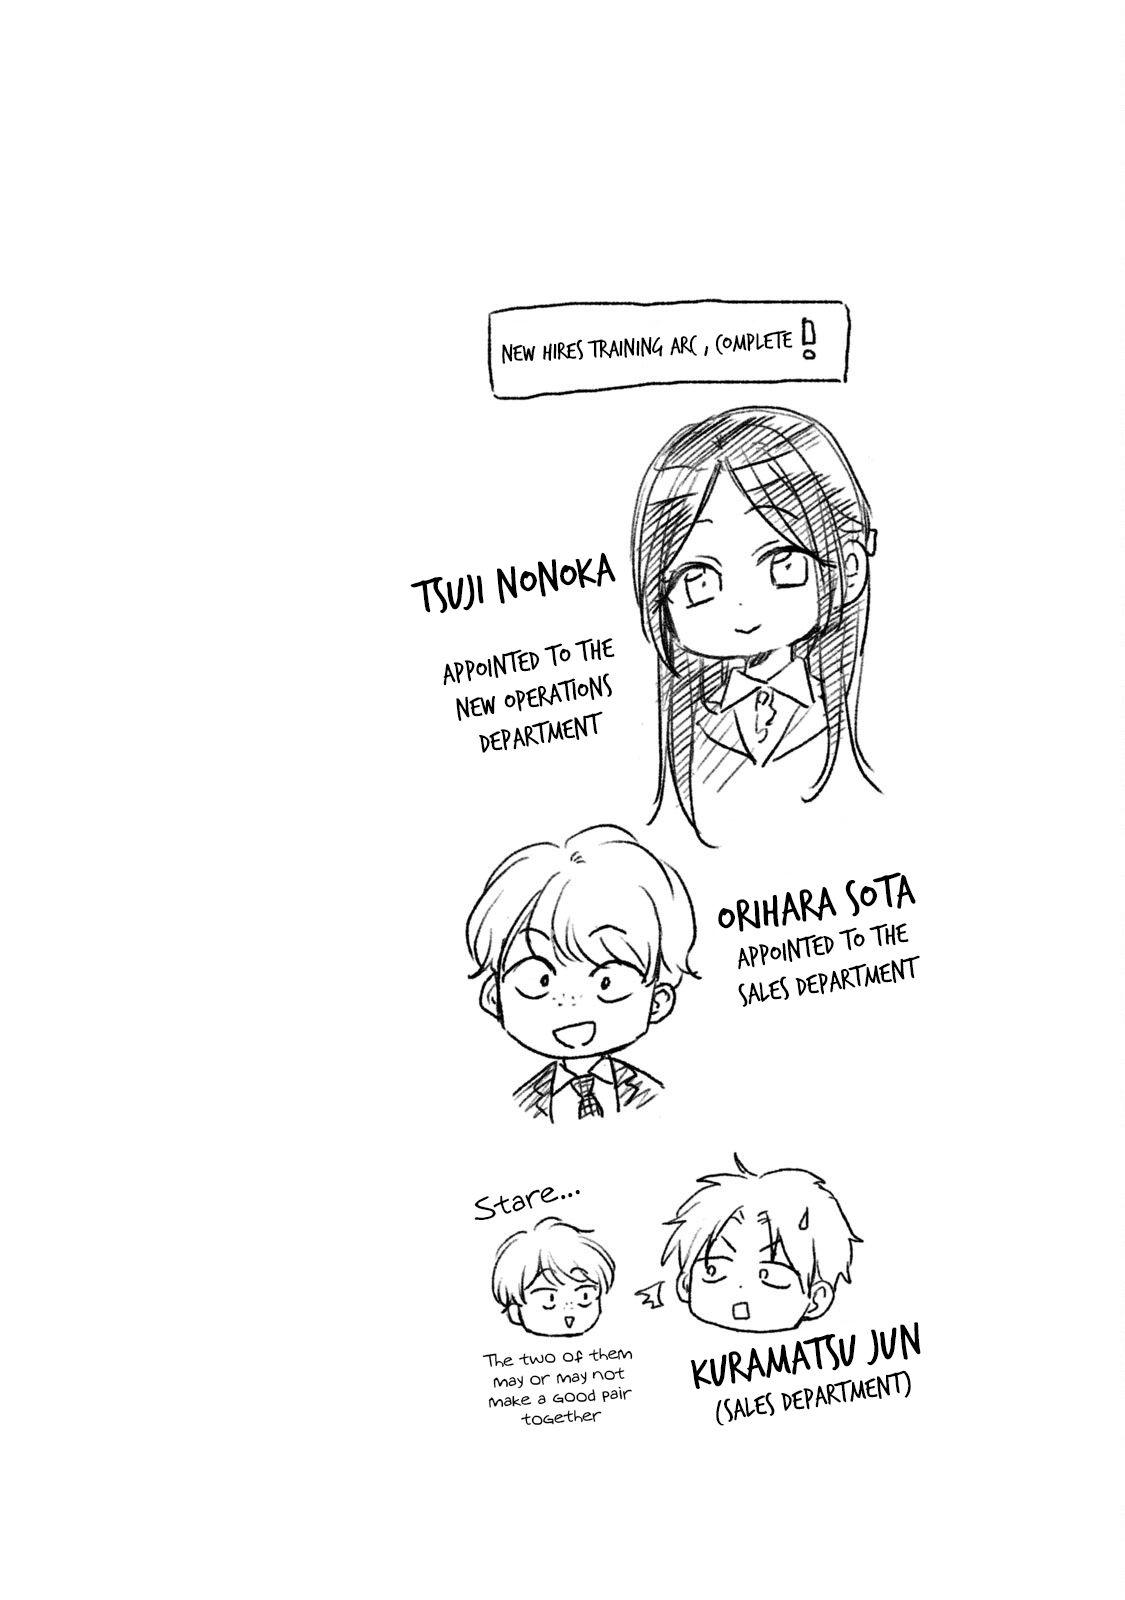 NEW HIRES TRAINING ARC, COMPLETE!
TSUJI NONOKA
APPOINTED TO THE
NEW OPERATIONS
DEPARTMENT
ORIHARA SOTA
APPOINTED TO THE
SALES DEPARTMENT
Stare...
The two of them
may or may not
make a good pair
together
KURAMATSU JUN
(SALES DEPARTMENT)